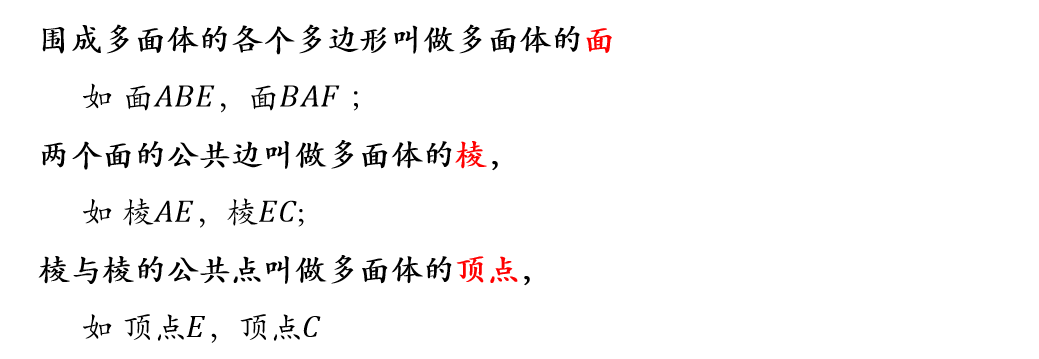 围成多面体的各个多边形叫做多面体的面
如 面ABE，面BAF；
两个面的公共边叫做多面体的棱，
如 棱AE，棱EC;
棱与棱的公共点叫做多面体的顶点，
如 顶点E，顶点C